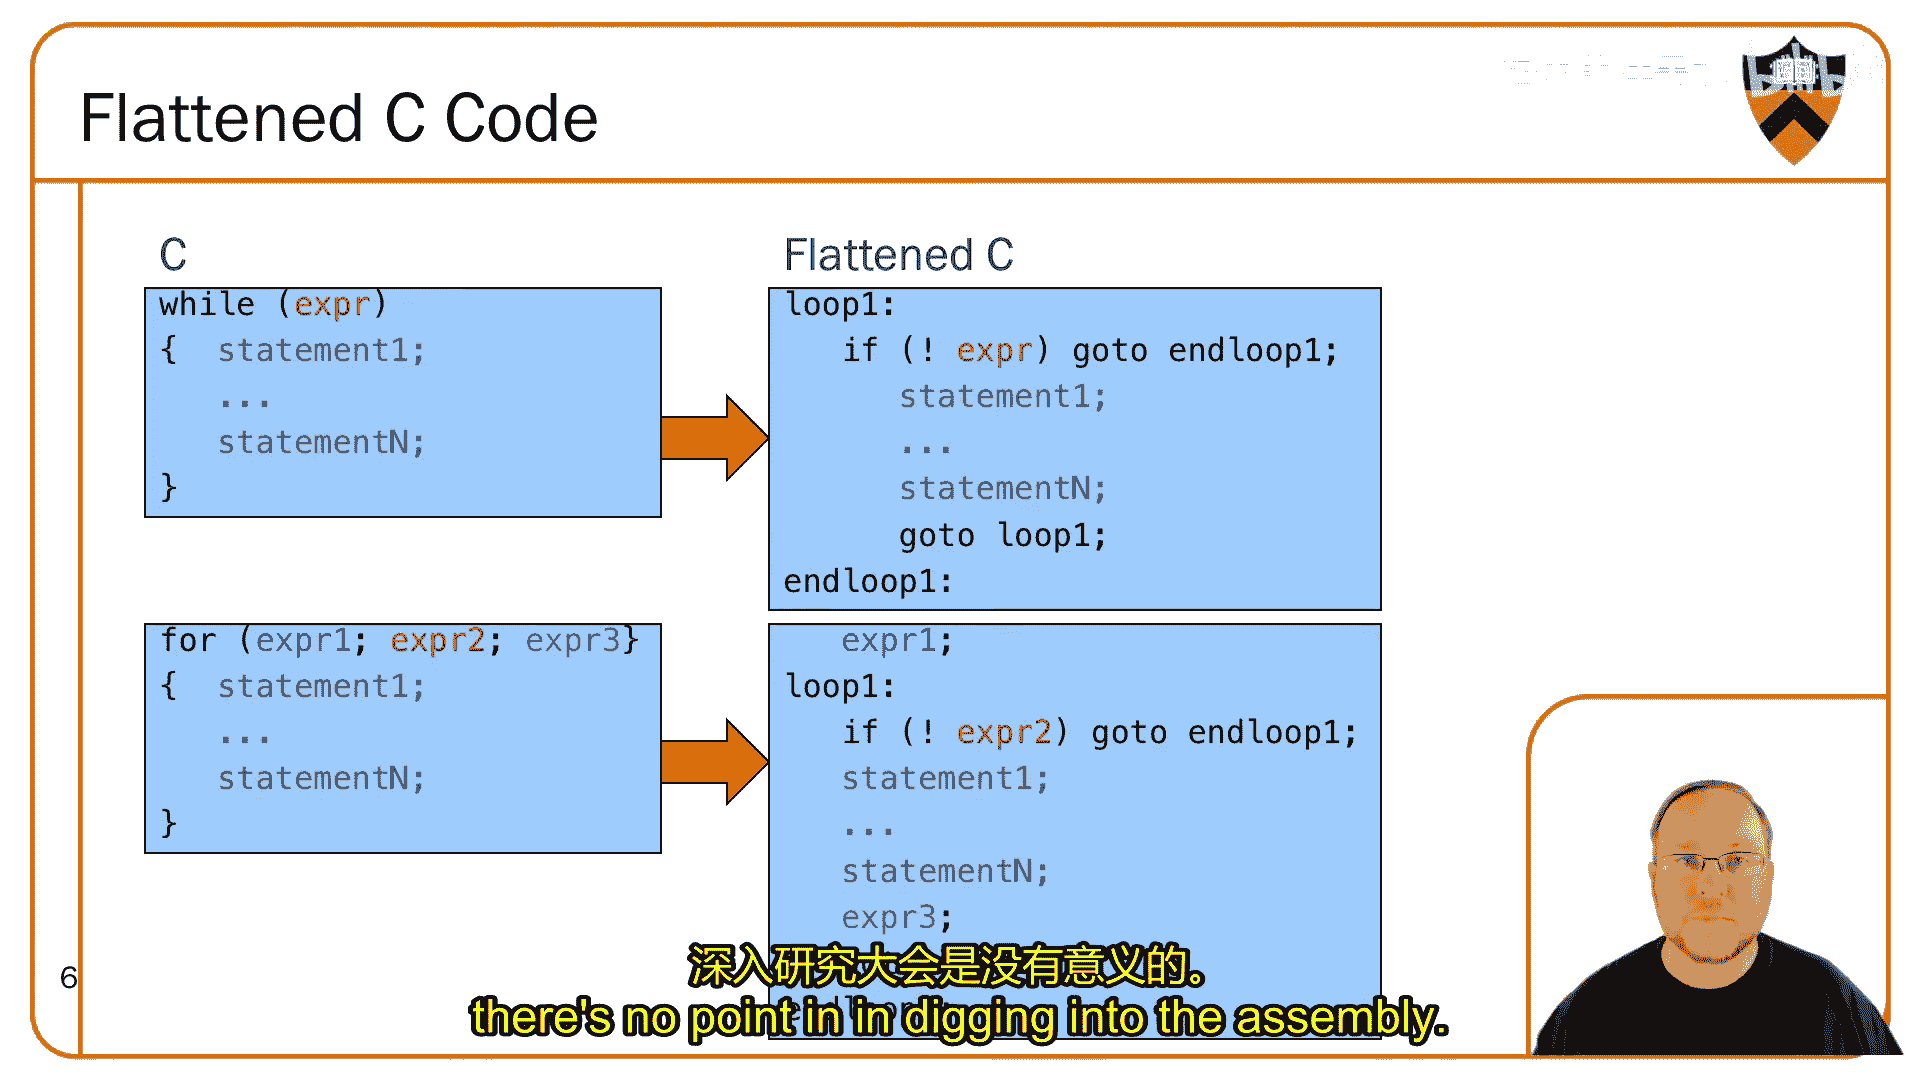 Flattened C Code
C
while (expr)
{  statement1;
   ...
   statementN;
}
Flattened C
loop1:
   if (! expr) goto endloop1;
      statement1;
      ...
      statementN;
      goto loop1;
endloop1:
for (expr1; expr2; expr3}
{  statement1;
   ...
   statementN;
}
   expr1;
loop1:
   if (! expr2) goto endloop1;
   statement1;
   ...
   statementN;
   expr3;
6
深入研究大会是没有意义的。
there's no point in in digging into the assembly.